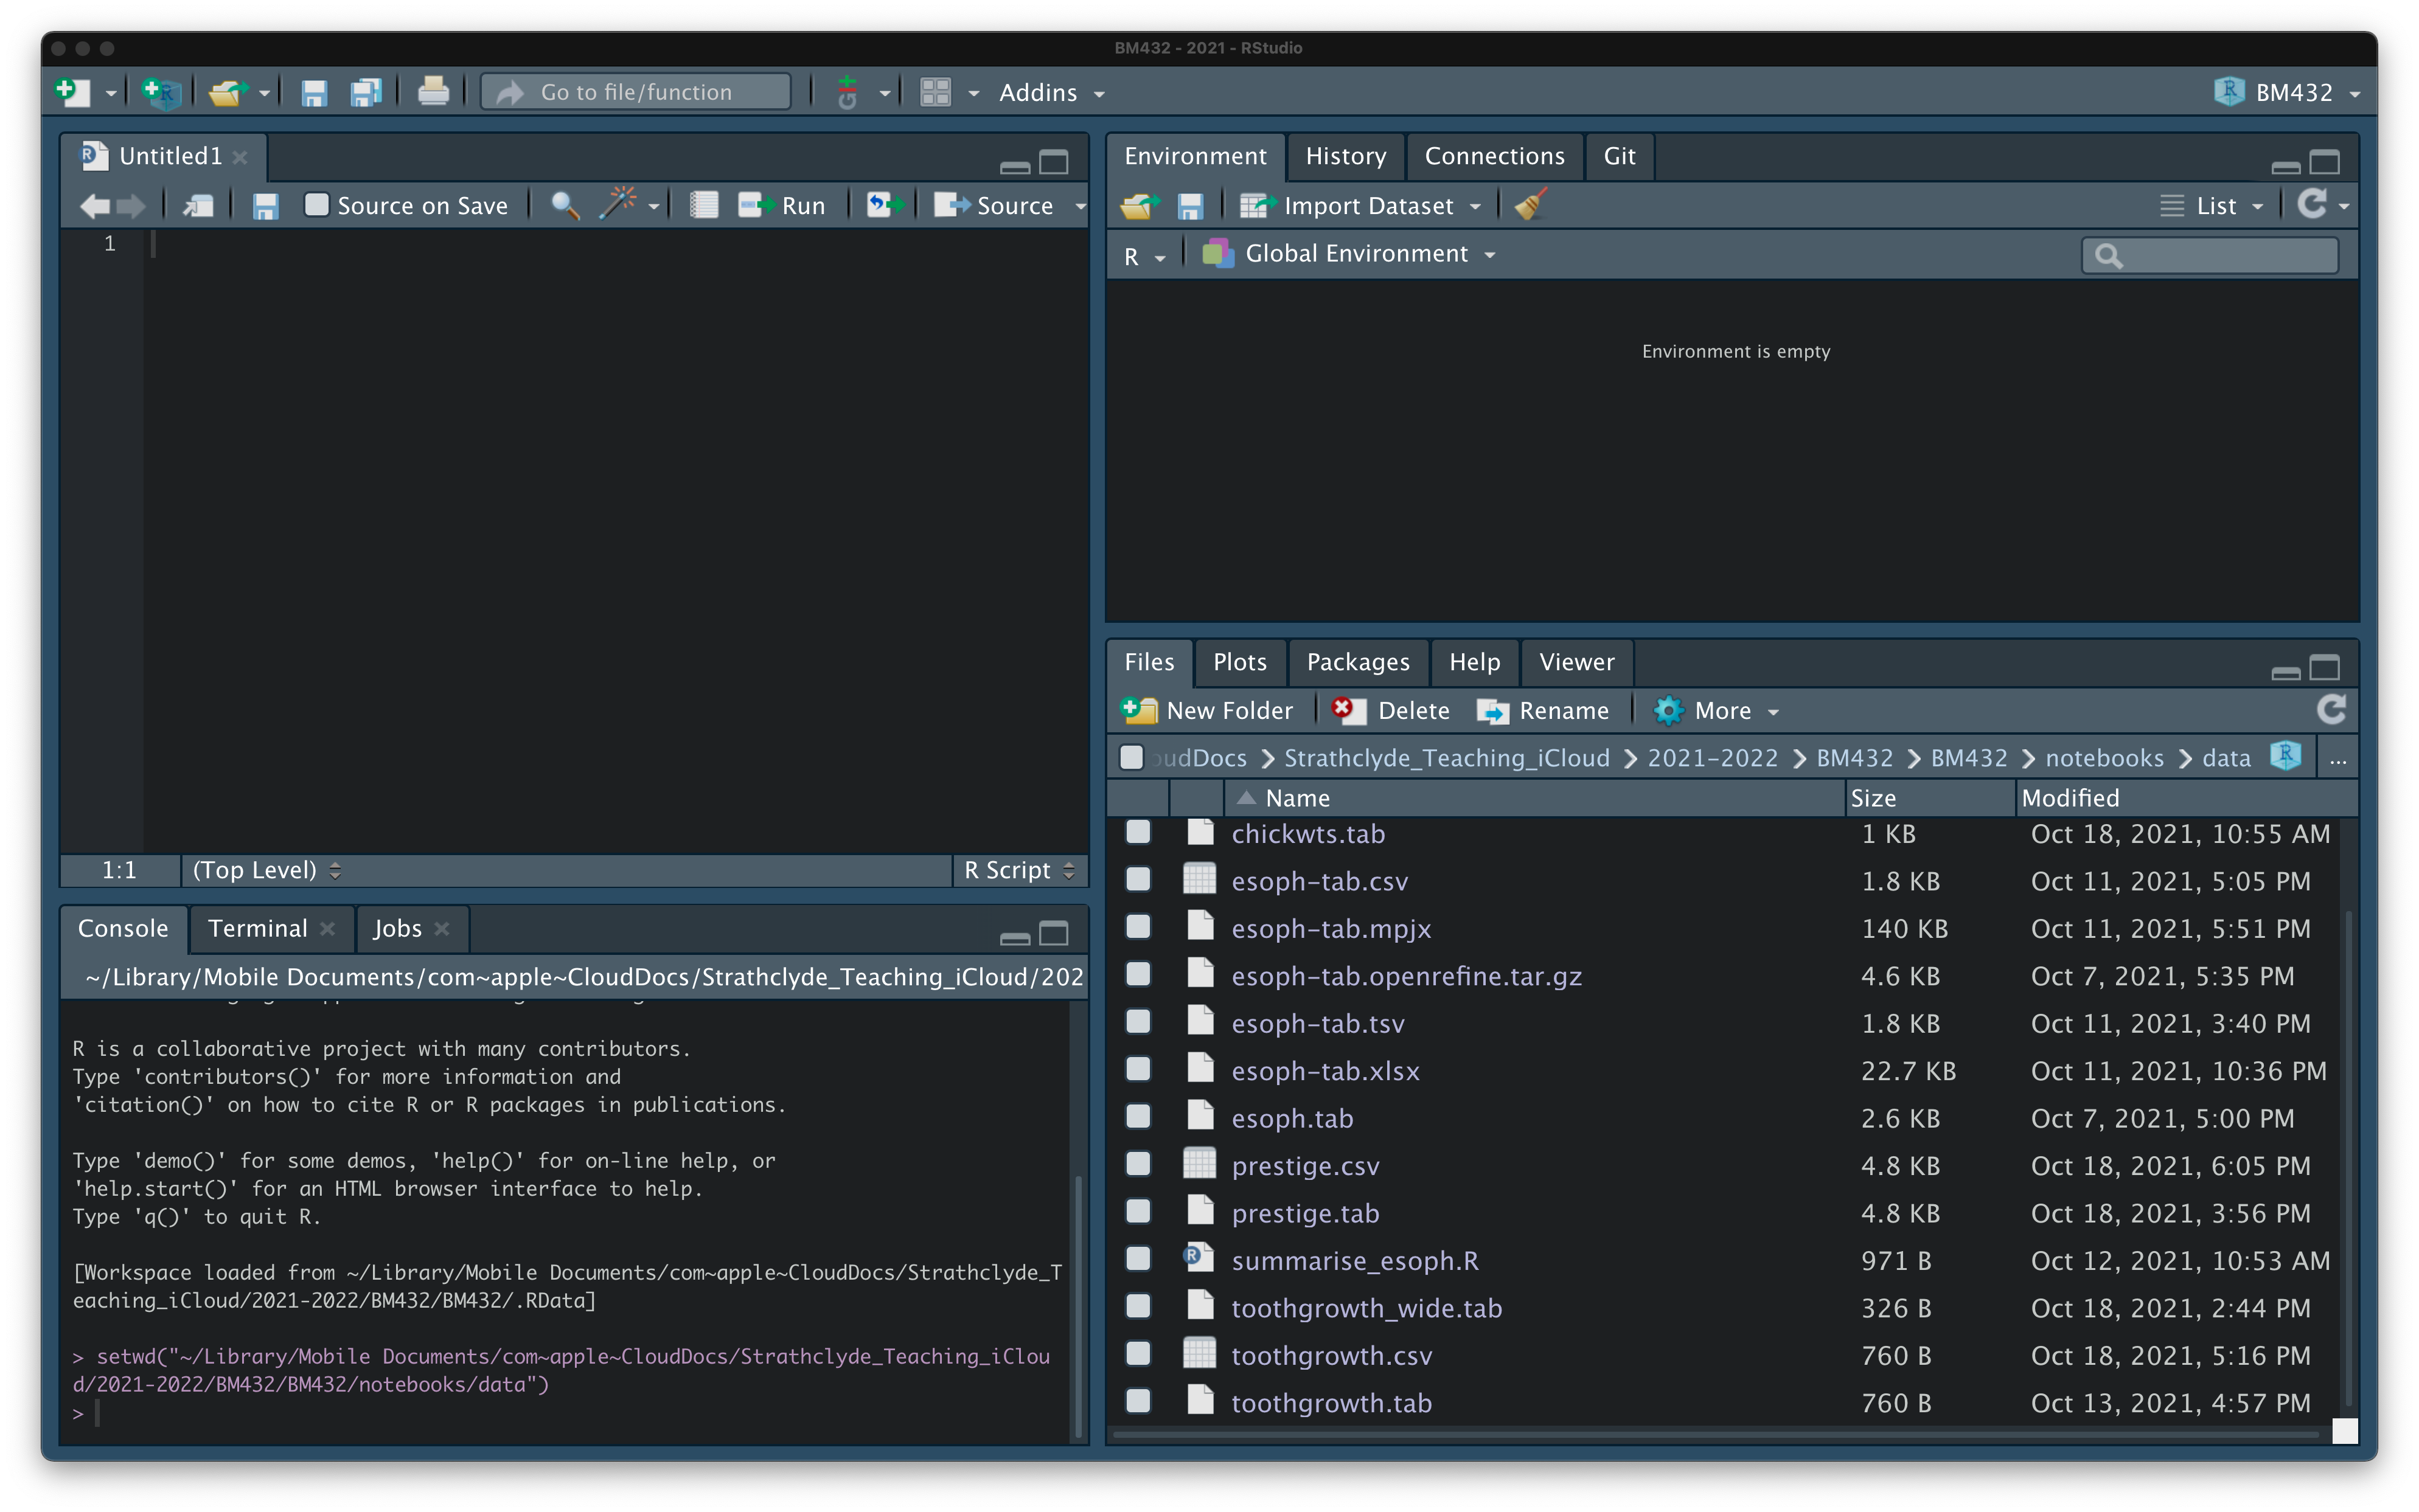 BM432 - 2021 - RStudio
Go to file/function
Addins
BM432
Untitled1
Source on Save
Run
Source
1
1:1
(Top Level)
R Script
Console
Terminal
Jobs
~/Library/Mobile Documents/com~apple~CloudDocs/Strathclyde_Teaching_iCloud/202
R is a collaborative project with many contributors.
Type 'contributors()' for more information and
'citation()' on how to cite R or R packages in publications.
Type 'demo()' for some demos, 'help()' for on-line help, or
'help.start()' for an HTML browser interface to help.
Type 'q()' to quit R.
[Workspace loaded from ~/Library/Mobile Documents/com~apple~CloudDocs/Strathclyde_T
eaching_iCloud/2021-2022/BM432/BM432/.RData]
> setwd("~/Library/Mobile Documents/com~apple~CloudDocs/Strathclyde_Teaching_iClou
d/2021-2022/BM432/BM432/notebooks/data")
>
Environment History Connections Git
Import Dataset
List
R
Global Environment
Environment is empty
Files Plots Packages Help Viewer
New Folder Delete Rename More
oudDocs Strathclyde_Teaching_iCloud 2021-2022 BM432 BM432 notebooks data ...
Name Size Modified
chickwts.tab 1 KB Oct 18, 2021, 10:55 AM
esoph-tab.csv 1.8 KB Oct 11, 2021, 5:05 PM
esoph-tab.mpjx 140 KB Oct 11, 2021, 5:51 PM
esoph-tab.openrefine.tar.gz 4.6 KB Oct 7, 2021, 5:35 PM
esoph-tab.tsv 1.8 KB Oct 11, 2021, 3:40 PM
esoph-tab.xlsx 22.7 KB Oct 11, 2021, 10:36 PM
esoph.tab 2.6 KB Oct 7, 2021, 5:00 PM
prestige.csv 4.8 KB Oct 18, 2021, 6:05 PM
prestige.tab 4.8 KB Oct 18, 2021, 3:56 PM
summarise_esoph.R 971 B Oct 12, 2021, 10:53 AM
toothgrowth_wide.tab 326 B Oct 18, 2021, 2:44 PM
toothgrowth.csv 760 B Oct 18, 2021, 5:16 PM
toothgrowth.tab 760 B Oct 13, 2021, 4:57 PM